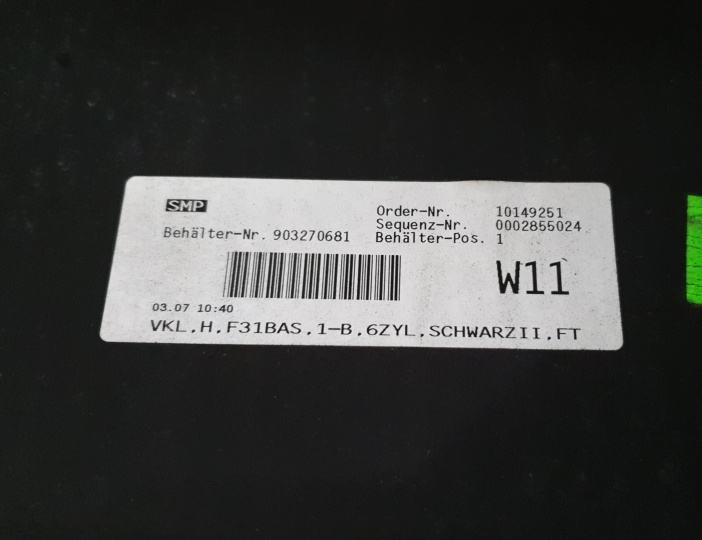 SMP
Order-Nr. 10149251
Sequenz-Nr. 0002855024
Behälter-Nr. 903270681 Behälter-Pos. 1
W11
03.07 10:40
VKL.H.F31BAS.1-B.6ZYL.SCHWARZII.FT